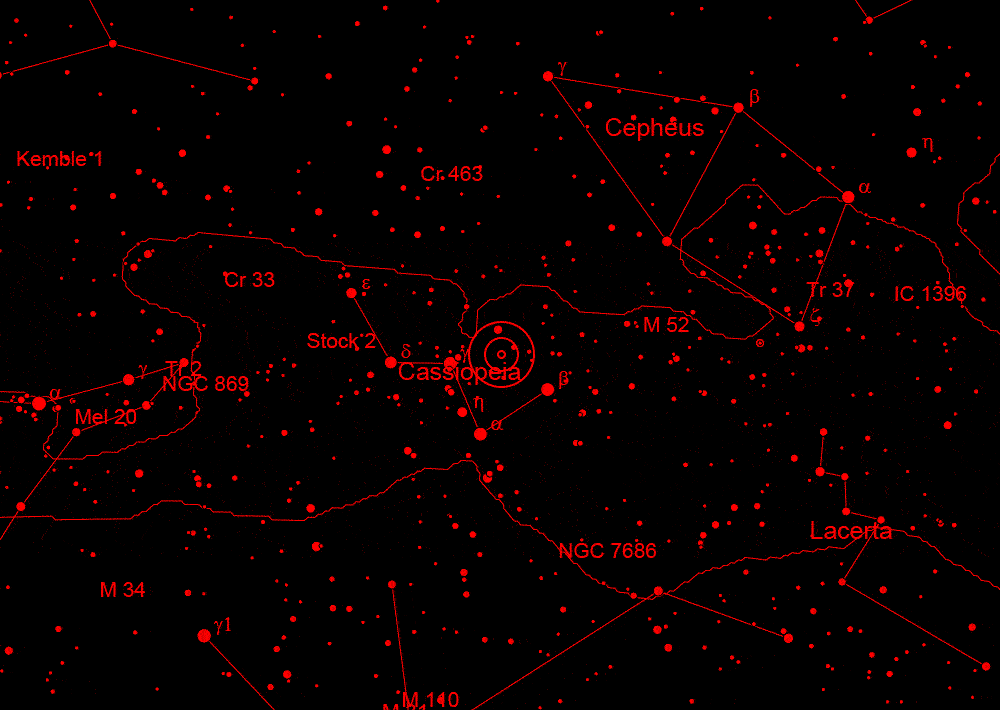 γ
β
Cepheus
η
Kemble 1
Cr 463
α
Cr 33
ε
Tr 37
IC 1396
ζ
M 52
Stock 2
δ
γ
Cassiopeia
β
Tr 2
γ
NGC 869
α
η
Mel 20
α
Lacerta
NGC 7686
M 34
γ1
M 110